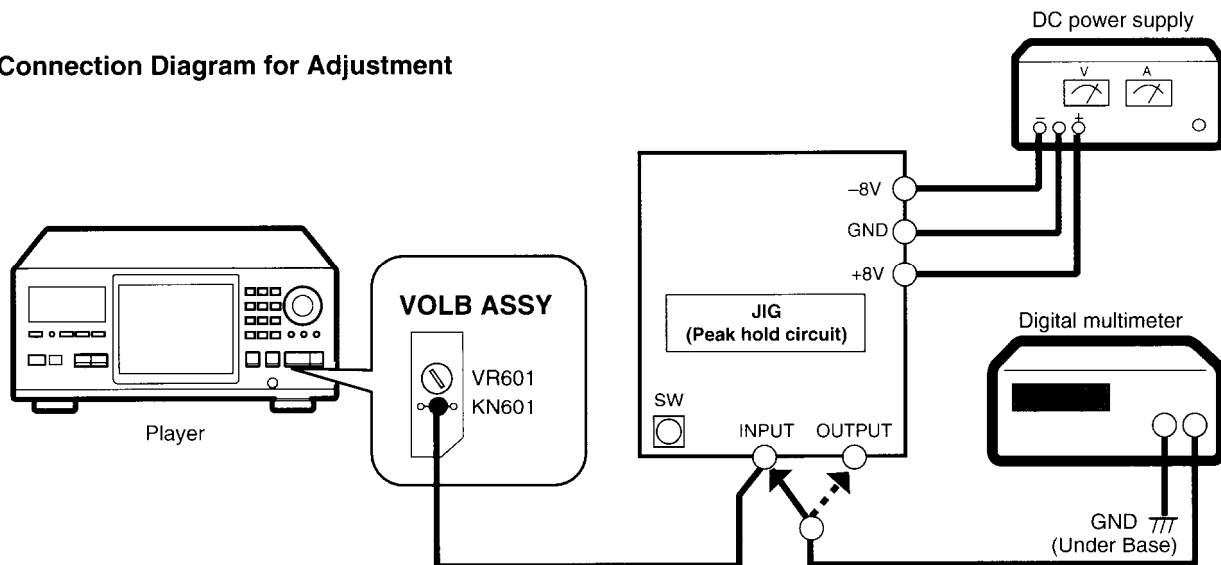 DC power supply
Connection Diagram for Adjustment
V
A
– +
–8V
GND
+8V
VOLB ASSY
JIG
(Peak hold circuit)
Digital multimeter
VR601
KN601
SW
Player
INPUT OUTPUT
GND
(Under Base)